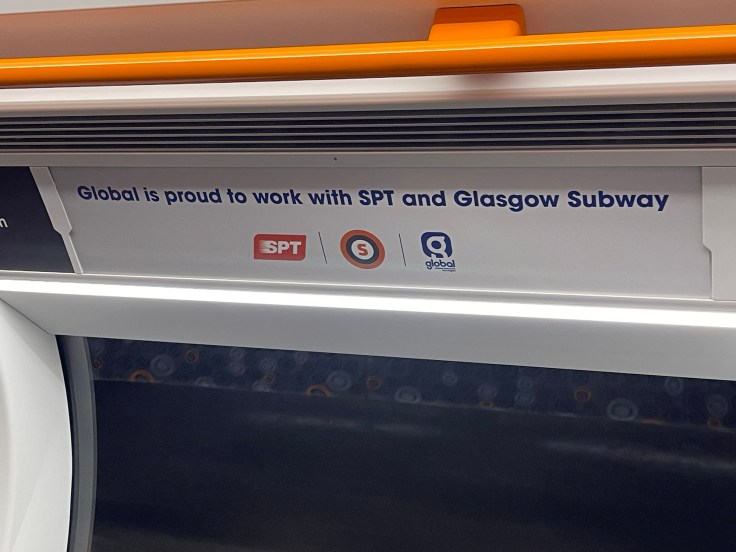 Global is proud to work with SPT and Glasgow Subway
SPT
S
global